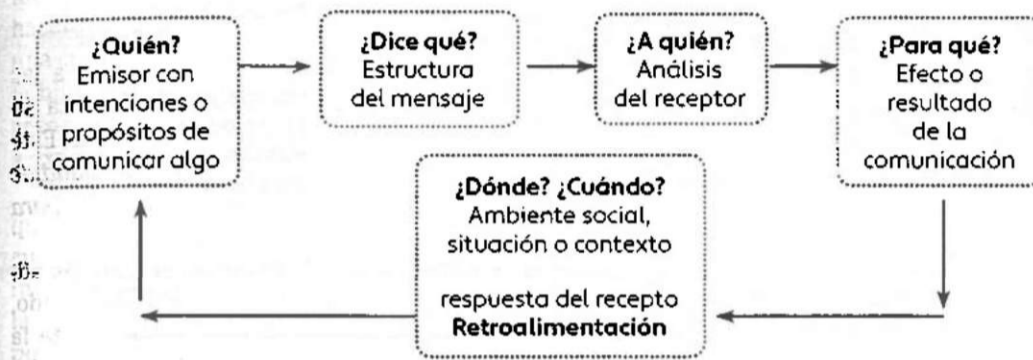 ¿Quién?
Emisor con
intenciones o
propósitos de
comunicar algo
¿Dice qué?
Estructura
del mensaje
¿A quién?
Análisis
del receptor
¿Para qué?
Efecto o
resultado
de la
comunicación
¿Dónde? ¿Cuándo?
Ambiente social,
situación o contexto
respuesta del recepto
Retroalimentación